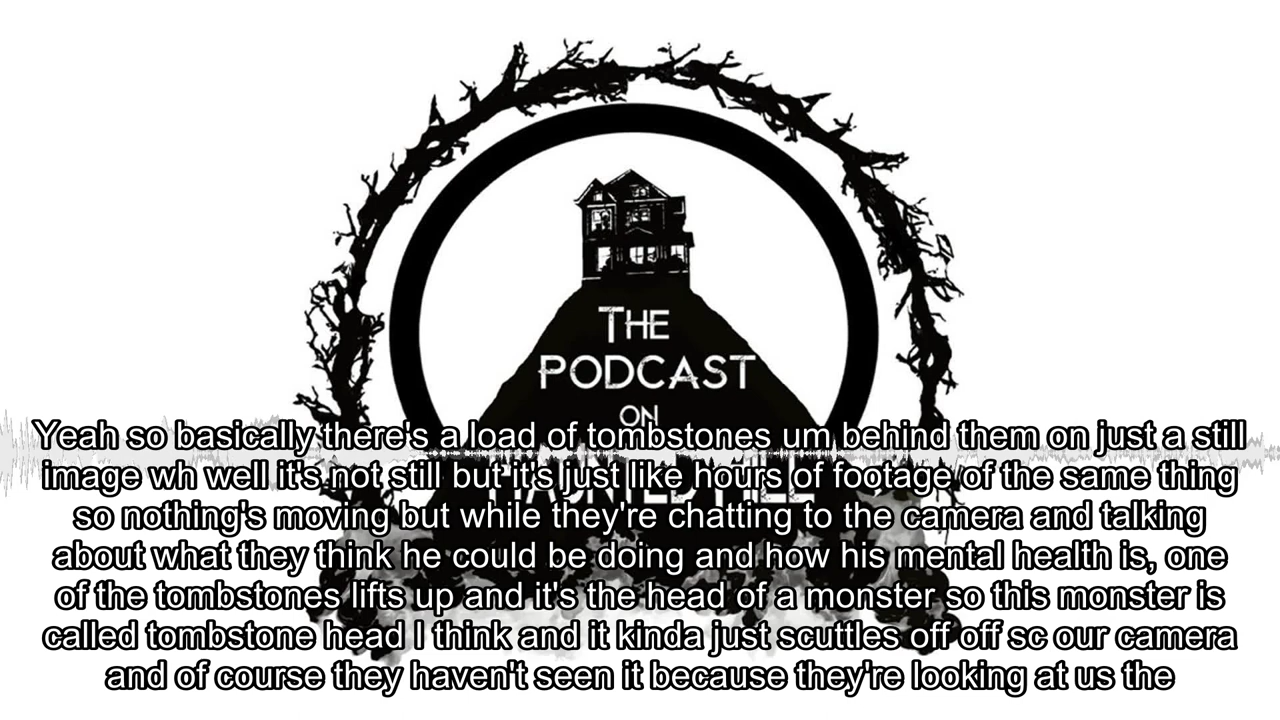 THE
PODCAST
ON
HAUNTED HILL
Yeah so basically there's a load of tombstones um behind them on just a still
image wh well it's not still but it's just like hours of footage of the same thing
so nothing's moving but while they're chatting to the camera and talking
about what they think he could be doing and how his mental health is, one
of the tombstones lifts up and it's the head of a monster so this monster is
called tombstone head I think and it kinda just scuttles off off sc our camera
and of course they haven't seen it because they're looking at us the